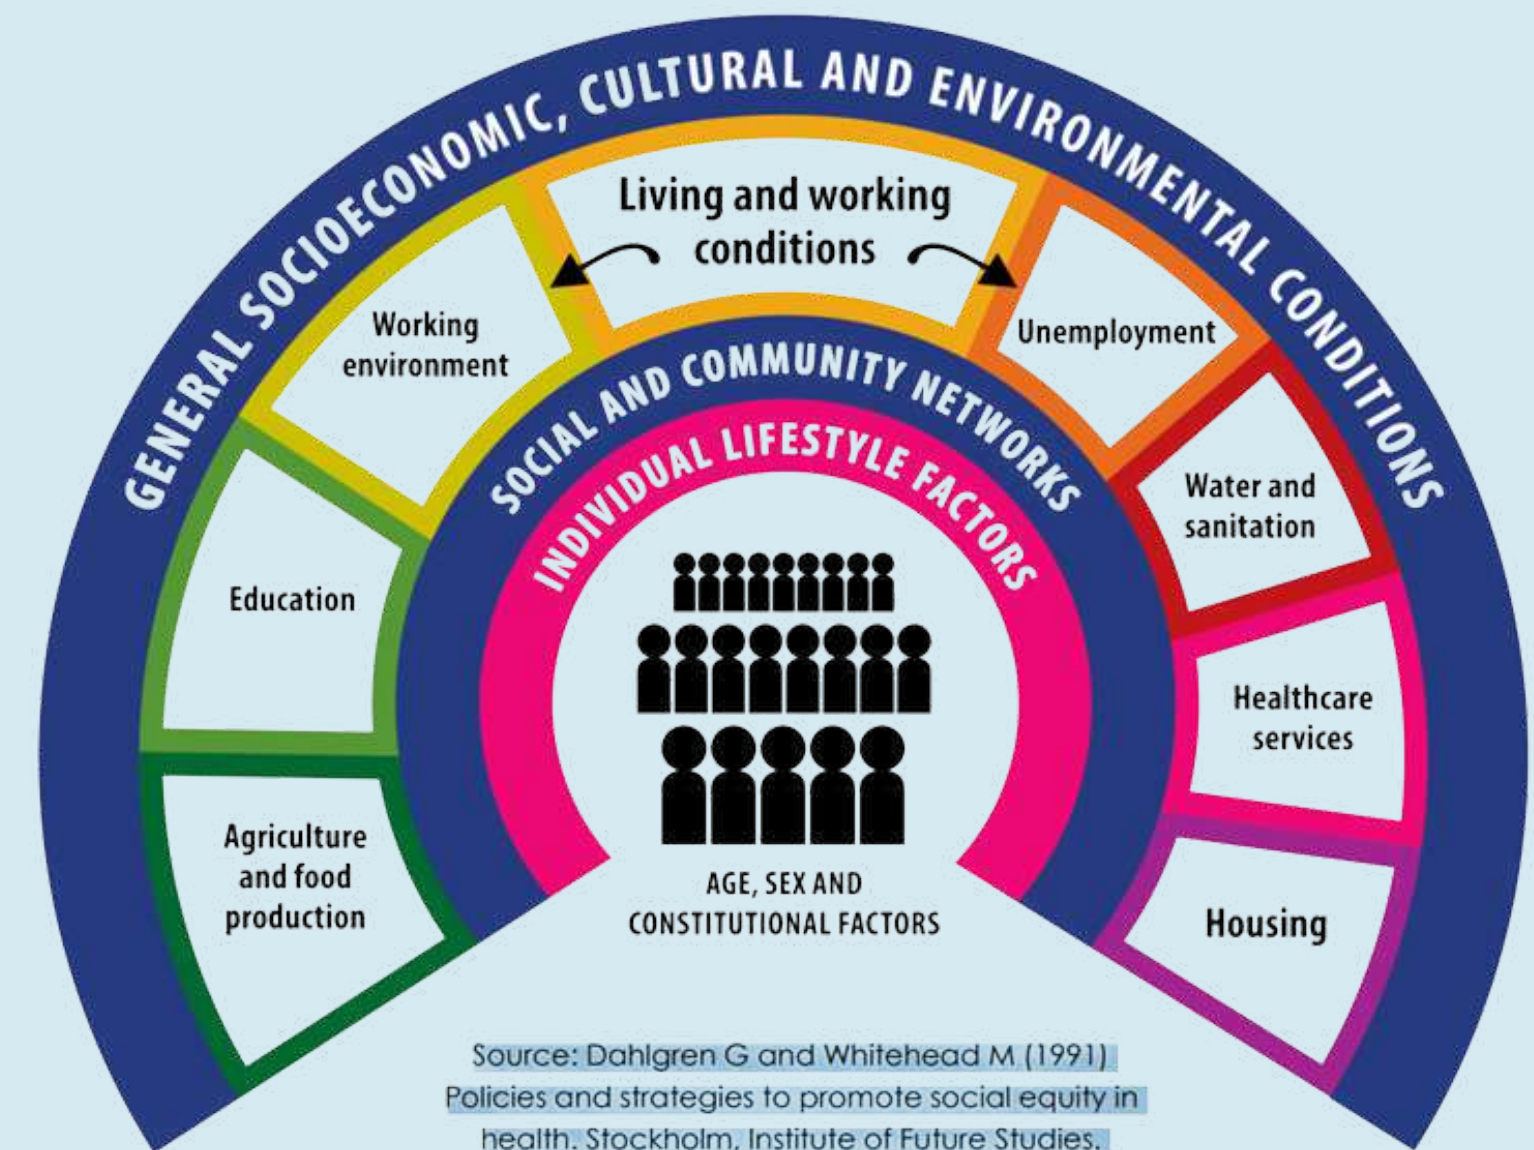 GENERAL SOCIOECONOMIC, CULTURAL AND ENVIRONMENTAL CONDITIONS
Living and working
conditions
Working
environment
Unemployment
SOCIAL AND COMMUNITY NETWORKS
INDIVIDUAL LIFESTYLE FACTORS
Water and
sanitation
Education
Healthcare
services
Agriculture
and food
production
Housing
AGE, SEX AND
CONSTITUTIONAL FACTORS
Source: Dahlgren G and Whitehead M (1991)
Policies and strategies to promote social equity in
health. Stockholm, Institute of Future Studies.